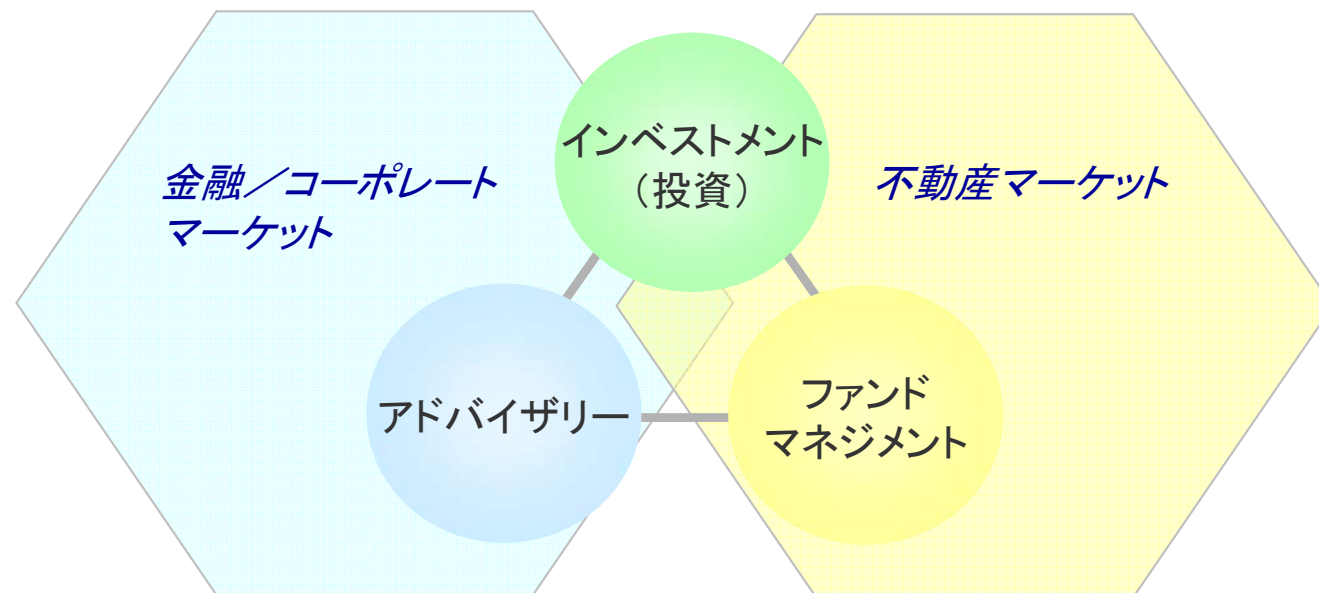 インベストメント
（投資）
金融／コーポレート
マーケット
不動産マーケット
アドバイザリー
ファンド
マネジメント